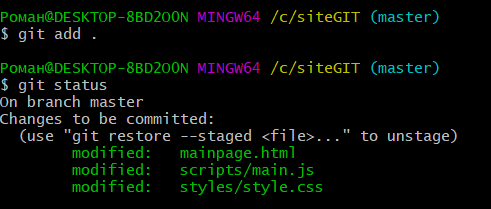 Роман@DESKTOP-8BD2OON MINGW64 /c/siteGIT (master)
$ git add .
Роман@DESKTOP-8BD2OON MINGW64 /c/siteGIT (master)
$ git status
On branch master
Changes to be committed:
  (use "git restore --staged <file>..." to unstage)
        modified:   mainpage.html
        modified:   scripts/main.js
        modified:   styles/style.css